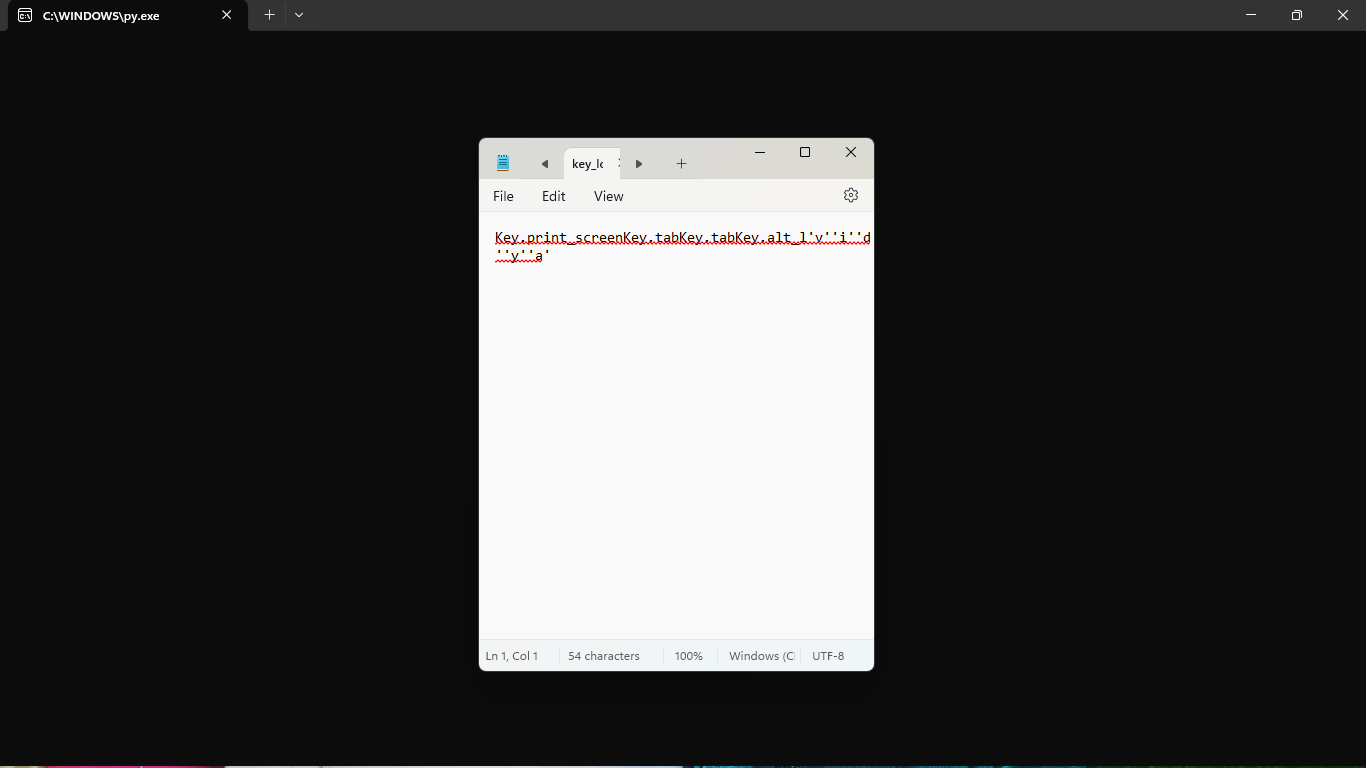 C:\WINDOWS\py.exe
key_lo
File Edit View
Key.print_screenKey.tabKey.tabKey.alt_l'v''i''d
''y''a'
Ln 1, Col 1 54 characters 100% Windows (C UTF-8